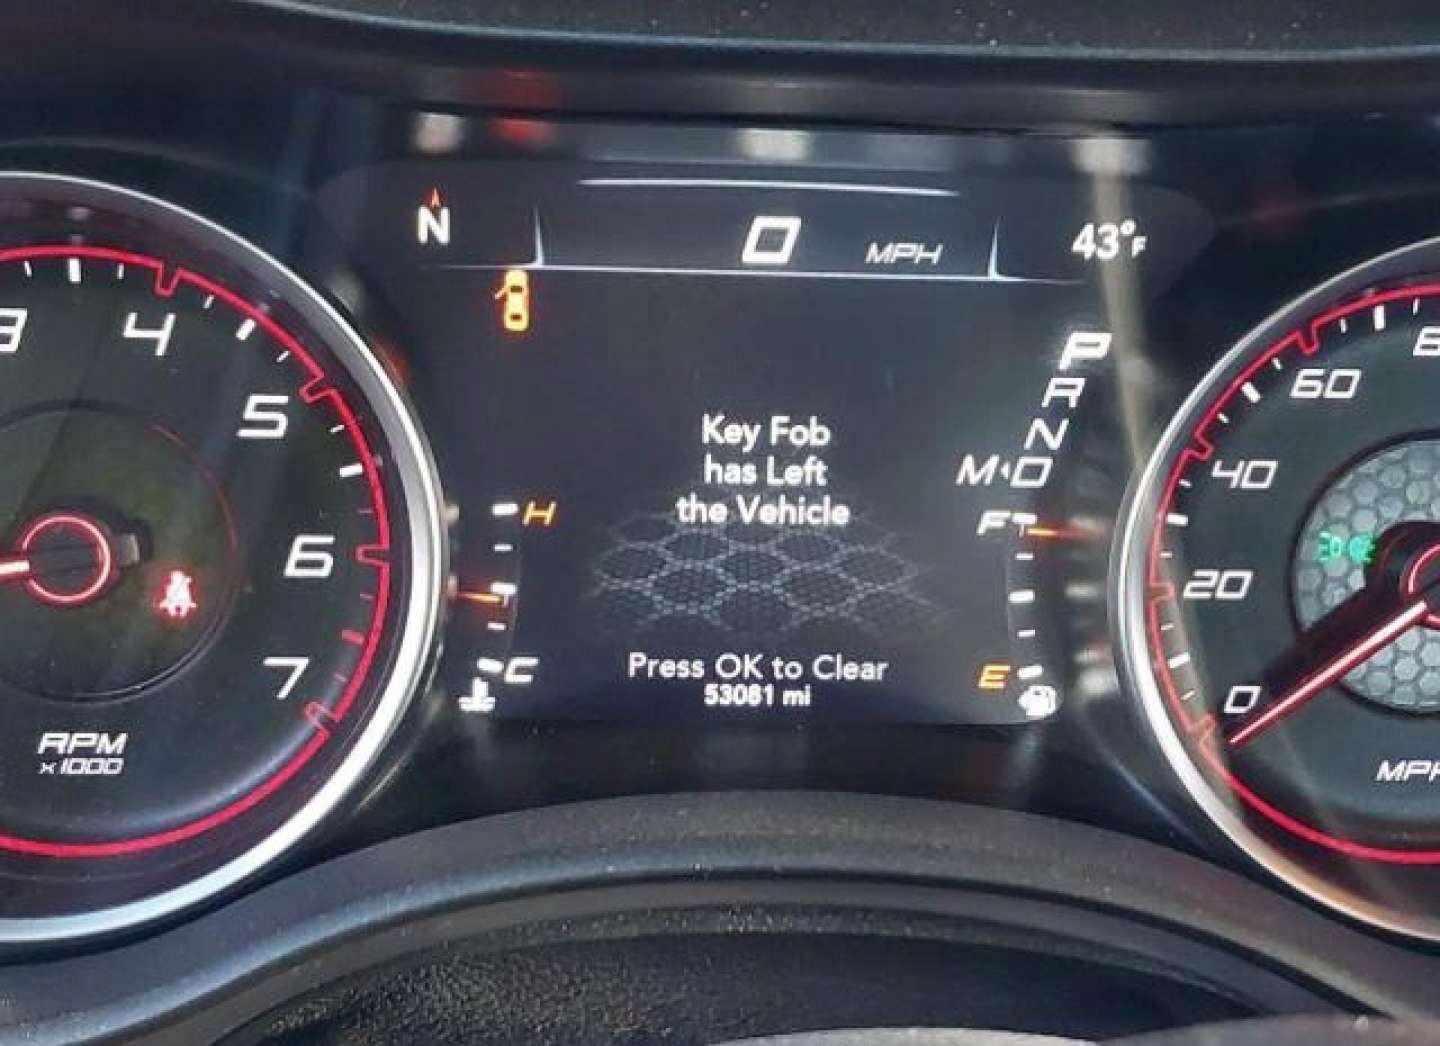 N
0 MPH
43°F
P
R
N
M◂D
3
4
5
6
7
RPM
x1000
H
C
Key Fob
has Left
the Vehicle
Press OK to Clear
53081 mi
F
E
60
40
20
0